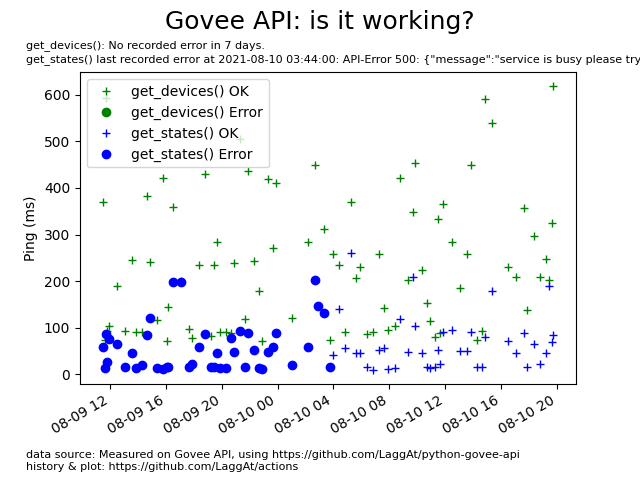 Govee API: is it working?
get_devices(): No recorded error in 7 days.
get_states() last recorded error at 2021-08-10 03:44:00: API-Error 500: {"message":"service is busy please try
get_devices() OK
get_devices() Error
get_states() OK
get_states() Error
Ping (ms)
600
500
400
300
200
100
0
08-09 12
08-09 16
08-09 20
08-10 00
08-10 04
08-10 08
08-10 12
08-10 16
08-10 20
data source: Measured on Govee API, using https://github.com/LaggAt/python-govee-api
history & plot: https://github.com/LaggAt/actions